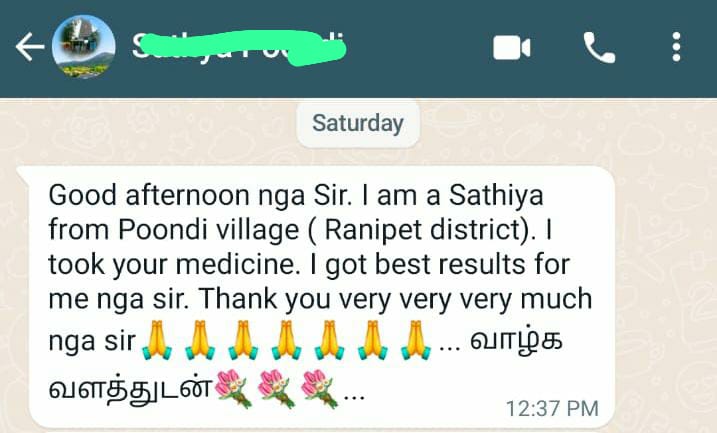 Saturday
Good afternoon nga Sir. I am a Sathiya
from Poondi village ( Ranipet district). I
took your medicine. I got best results for
me nga sir. Thank you very very very much
nga sir🙏🙏🙏🙏🙏🙏🙏... வாழ்க
வளத்துடன்💐💐💐...
12:37 PM